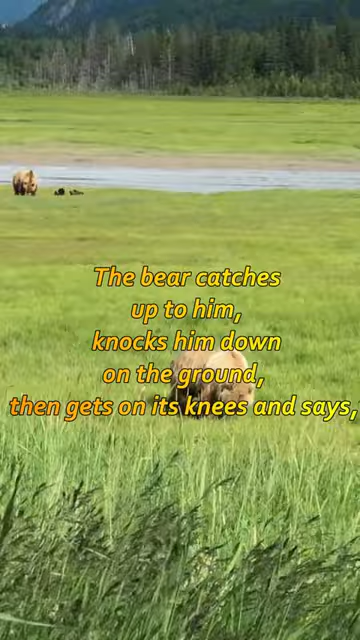 The bear catches
up to him,
knocks him down
on the ground,
then gets on its knees and says,